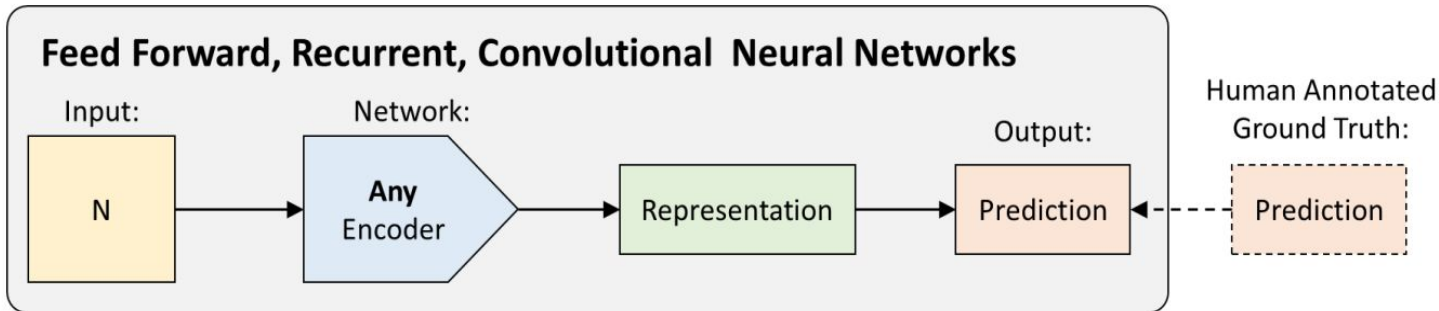 Feed Forward, Recurrent, Convolutional Neural Networks
Input:
Network:
Output:
Human Annotated
Ground Truth:
N
Any
Encoder
Representation
Prediction
Prediction